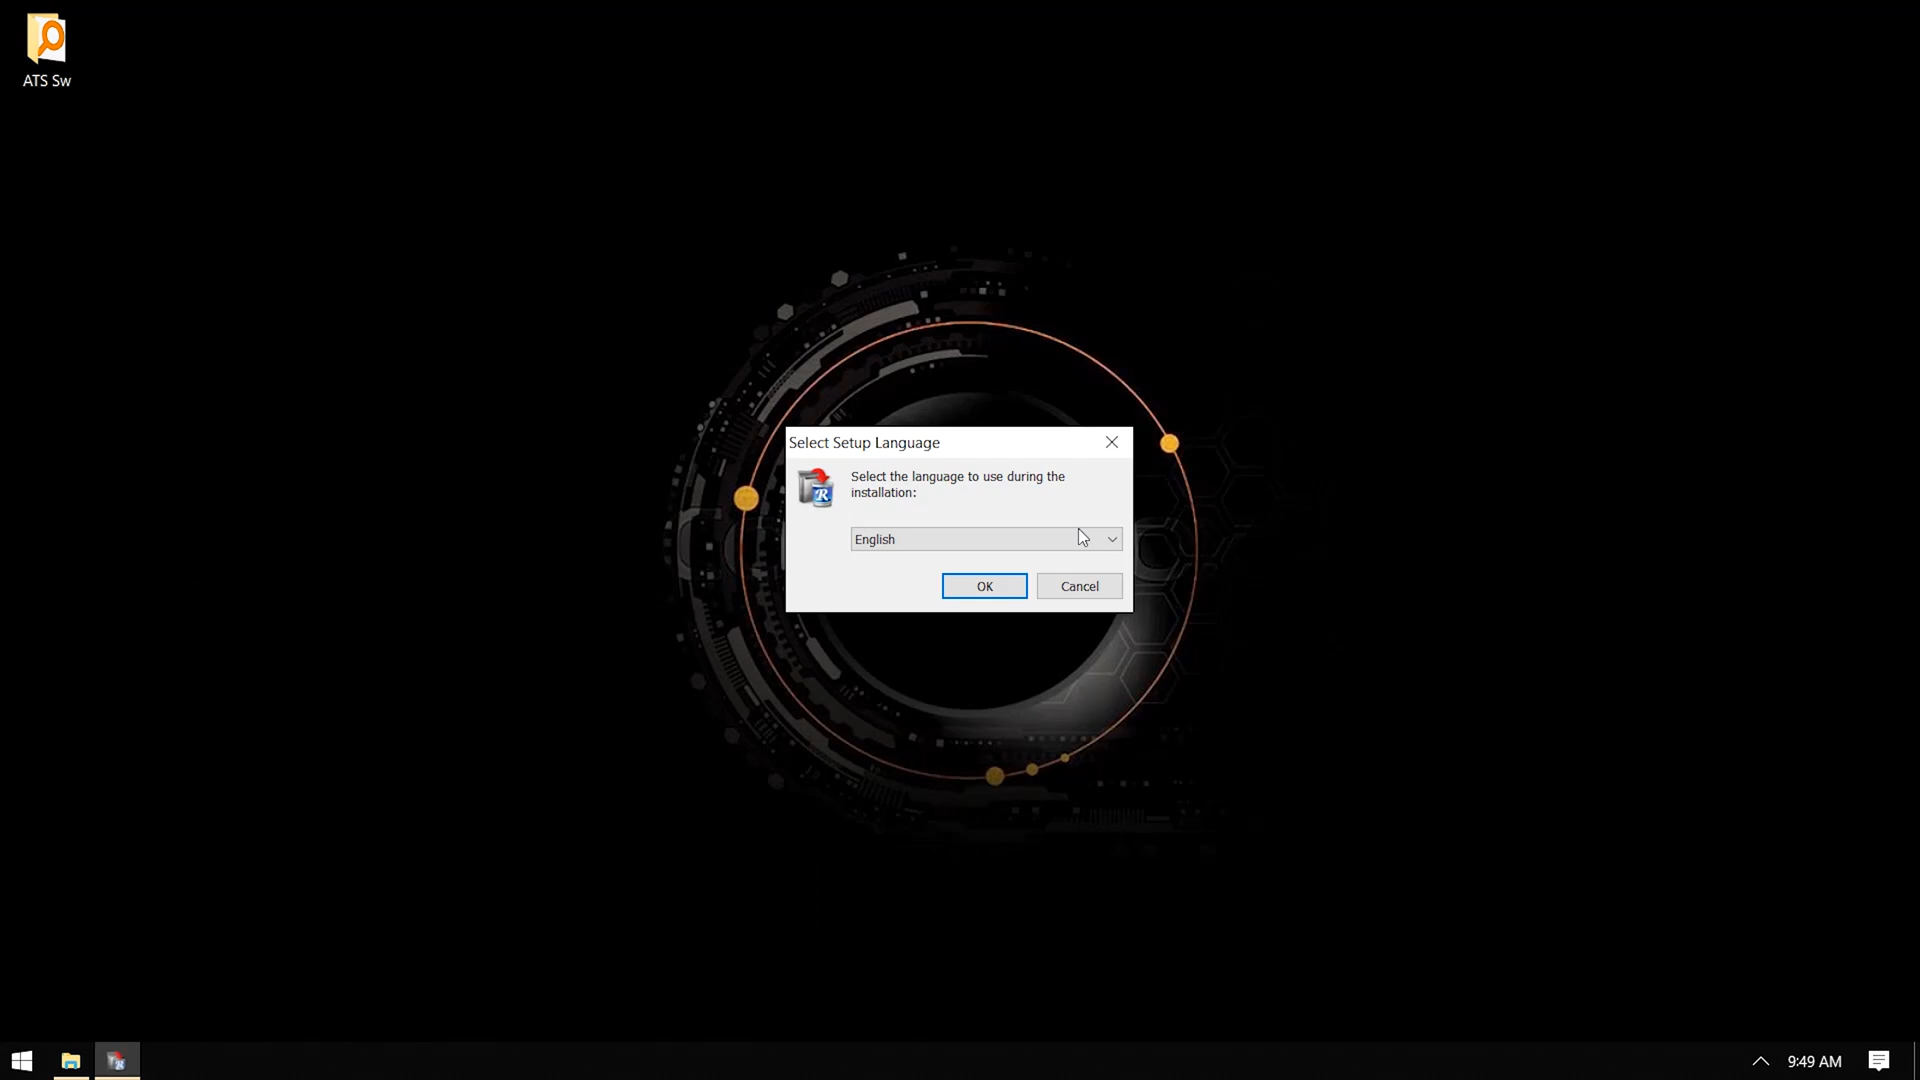 ATS Sw
Select Setup Language
Select the language to use during the
installation:
English
OK
Cancel
9:49 AM